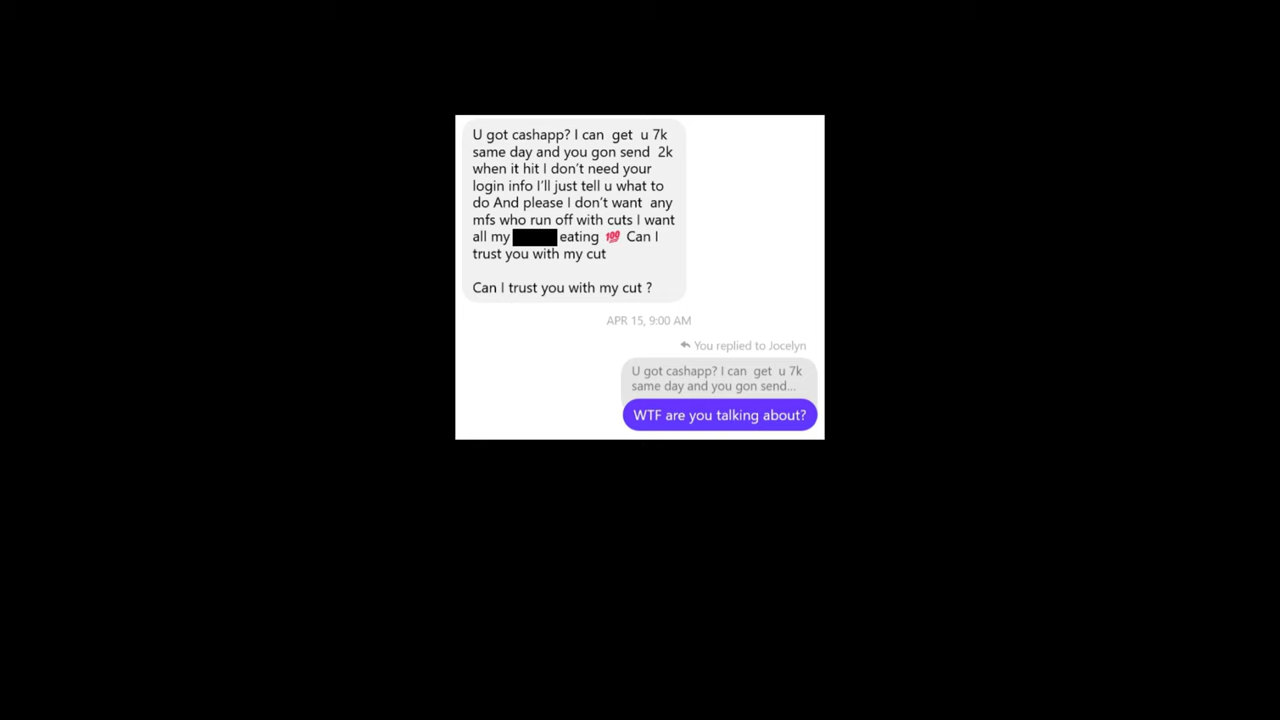 U got cashapp? I can get u 7k
same day and you gon send 2k
when it hit I don't need your
login info I'll just tell u what to
do And please I don't want any
mfs who run off with cuts I want
all my eating 💯 Can I
trust you with my cut
Can I trust you with my cut ?
APR 15, 9:00 AM
You replied to Jocelyn
U got cashapp? I can get u 7k
same day and you gon send...
WTF are you talking about?